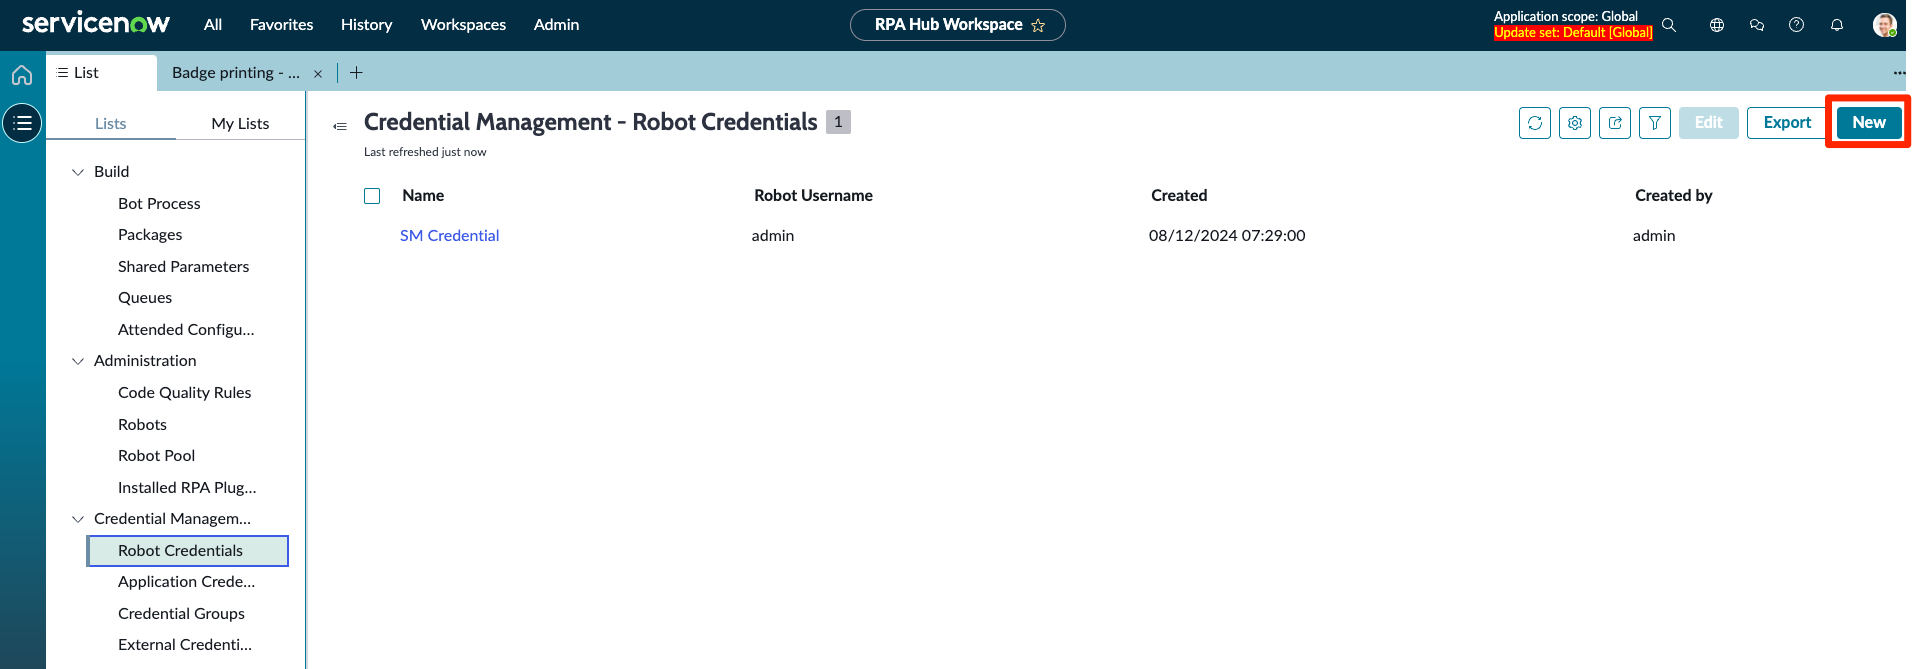 servicenow All Favorites History Workspaces Admin RPA Hub Workspace Application scope: Global
Update set: Default [Global]
List Badge printing - ...
Lists My Lists
Build
Bot Process
Packages
Shared Parameters
Queues
Attended Configu...
Administration
Code Quality Rules
Robots
Robot Pool
Installed RPA Plug...
Credential Managem...
Robot Credentials
Application Crede...
Credential Groups
External Credenti...
Credential Management - Robot Credentials 1 Edit Export New
Last refreshed just now
Name Robot Username Created Created by
SM Credential admin 08/12/2024 07:29:00 admin